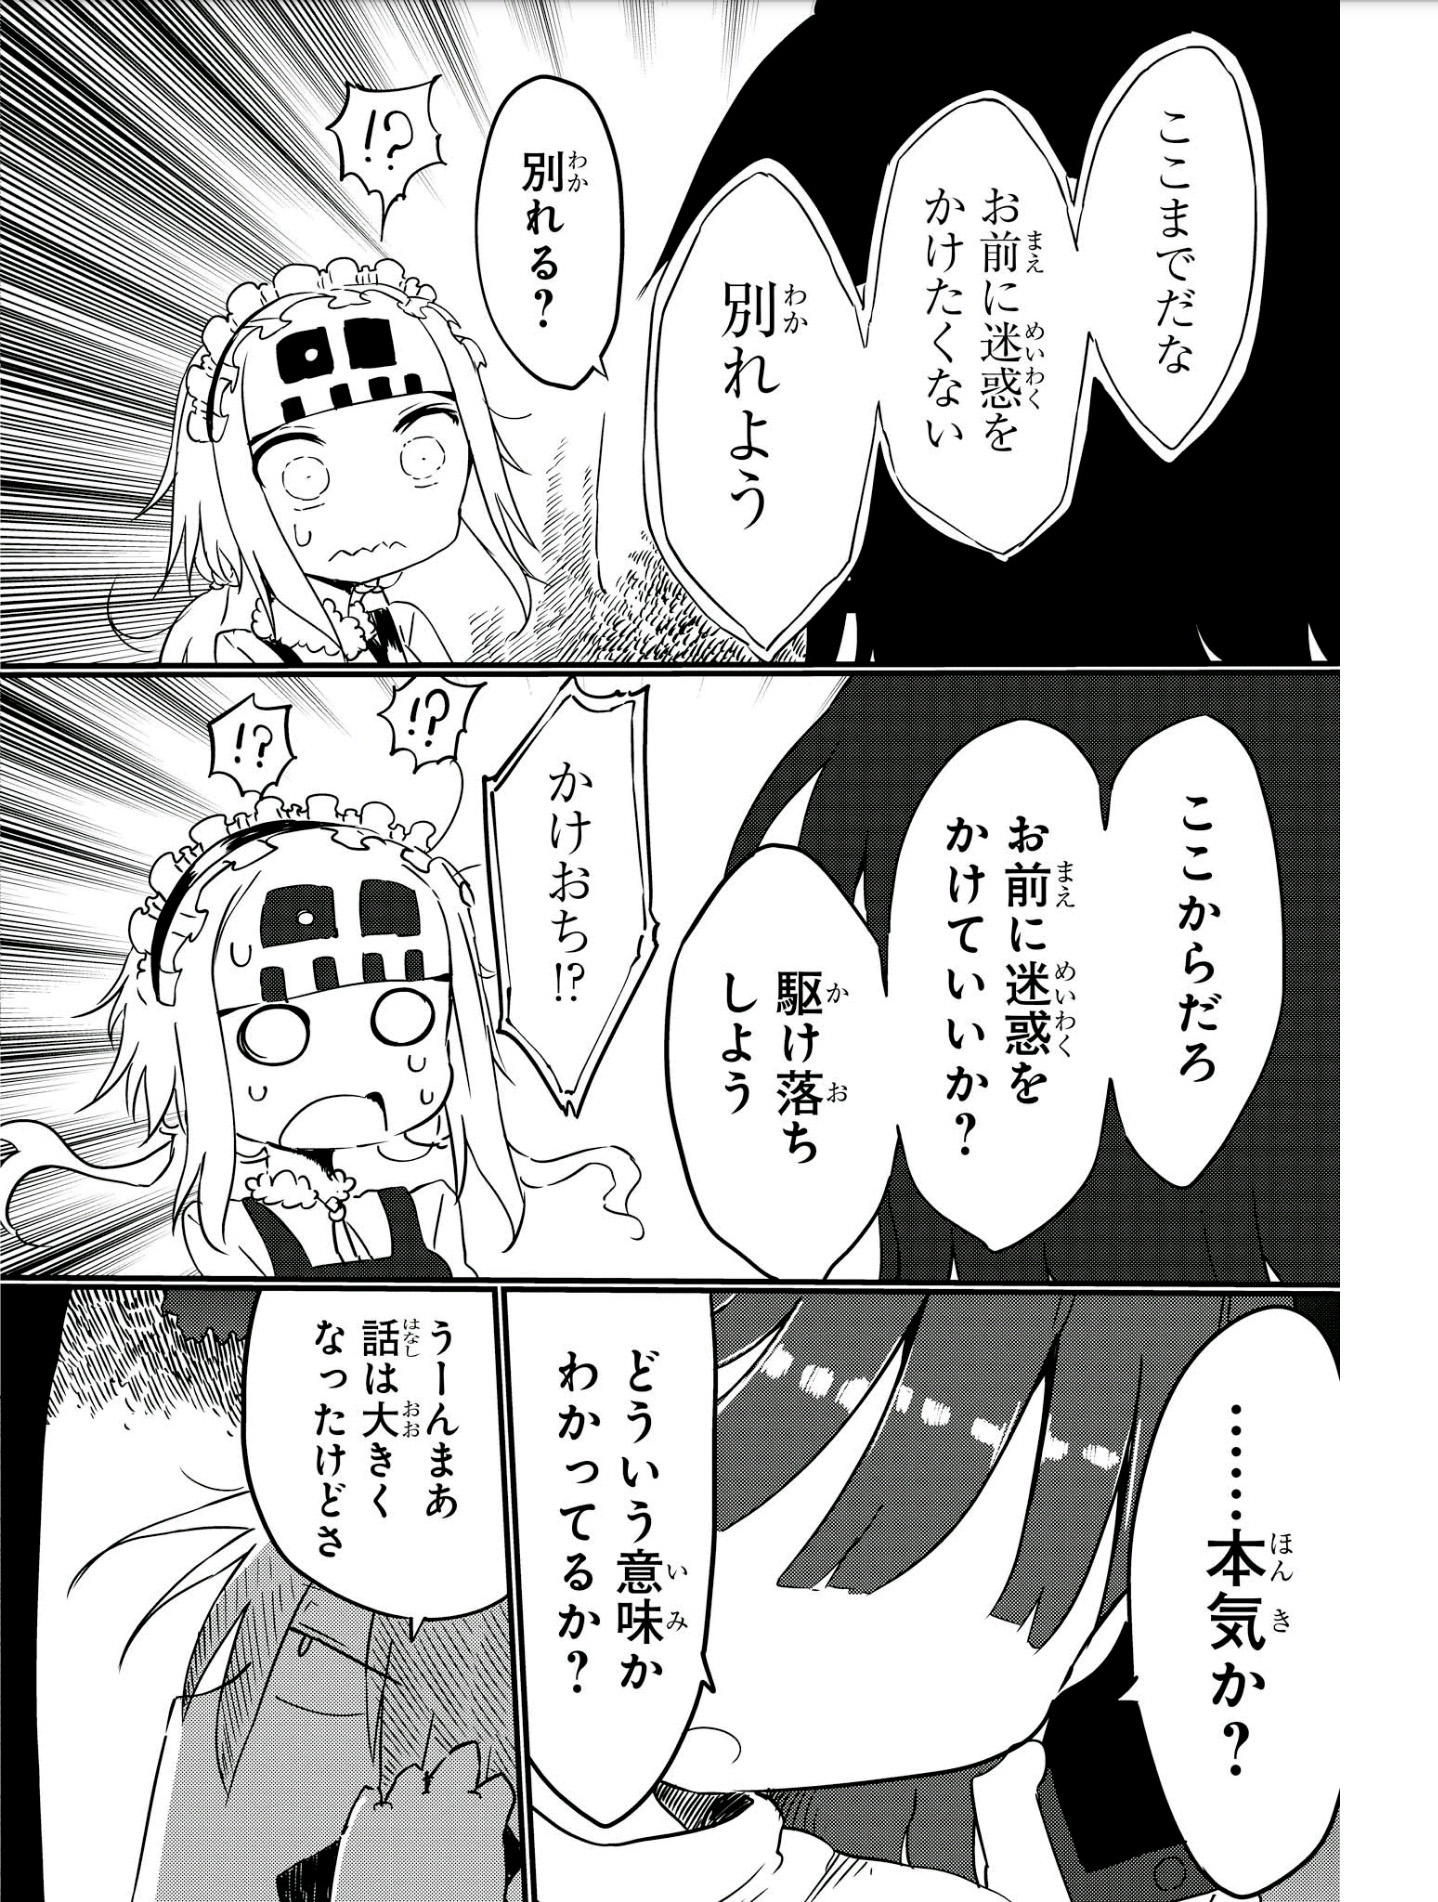 ここまでだな
お前に迷惑を
かけたくない
別れよう
別れる?
!?
ここからだろ
お前に迷惑を
かけていいか?
駆け落ち
しよう
かけおち!?
!?
!?
……本気か?
どういう意味か
わかってるか?
うーんまあ
話は大きく
なったけどさ